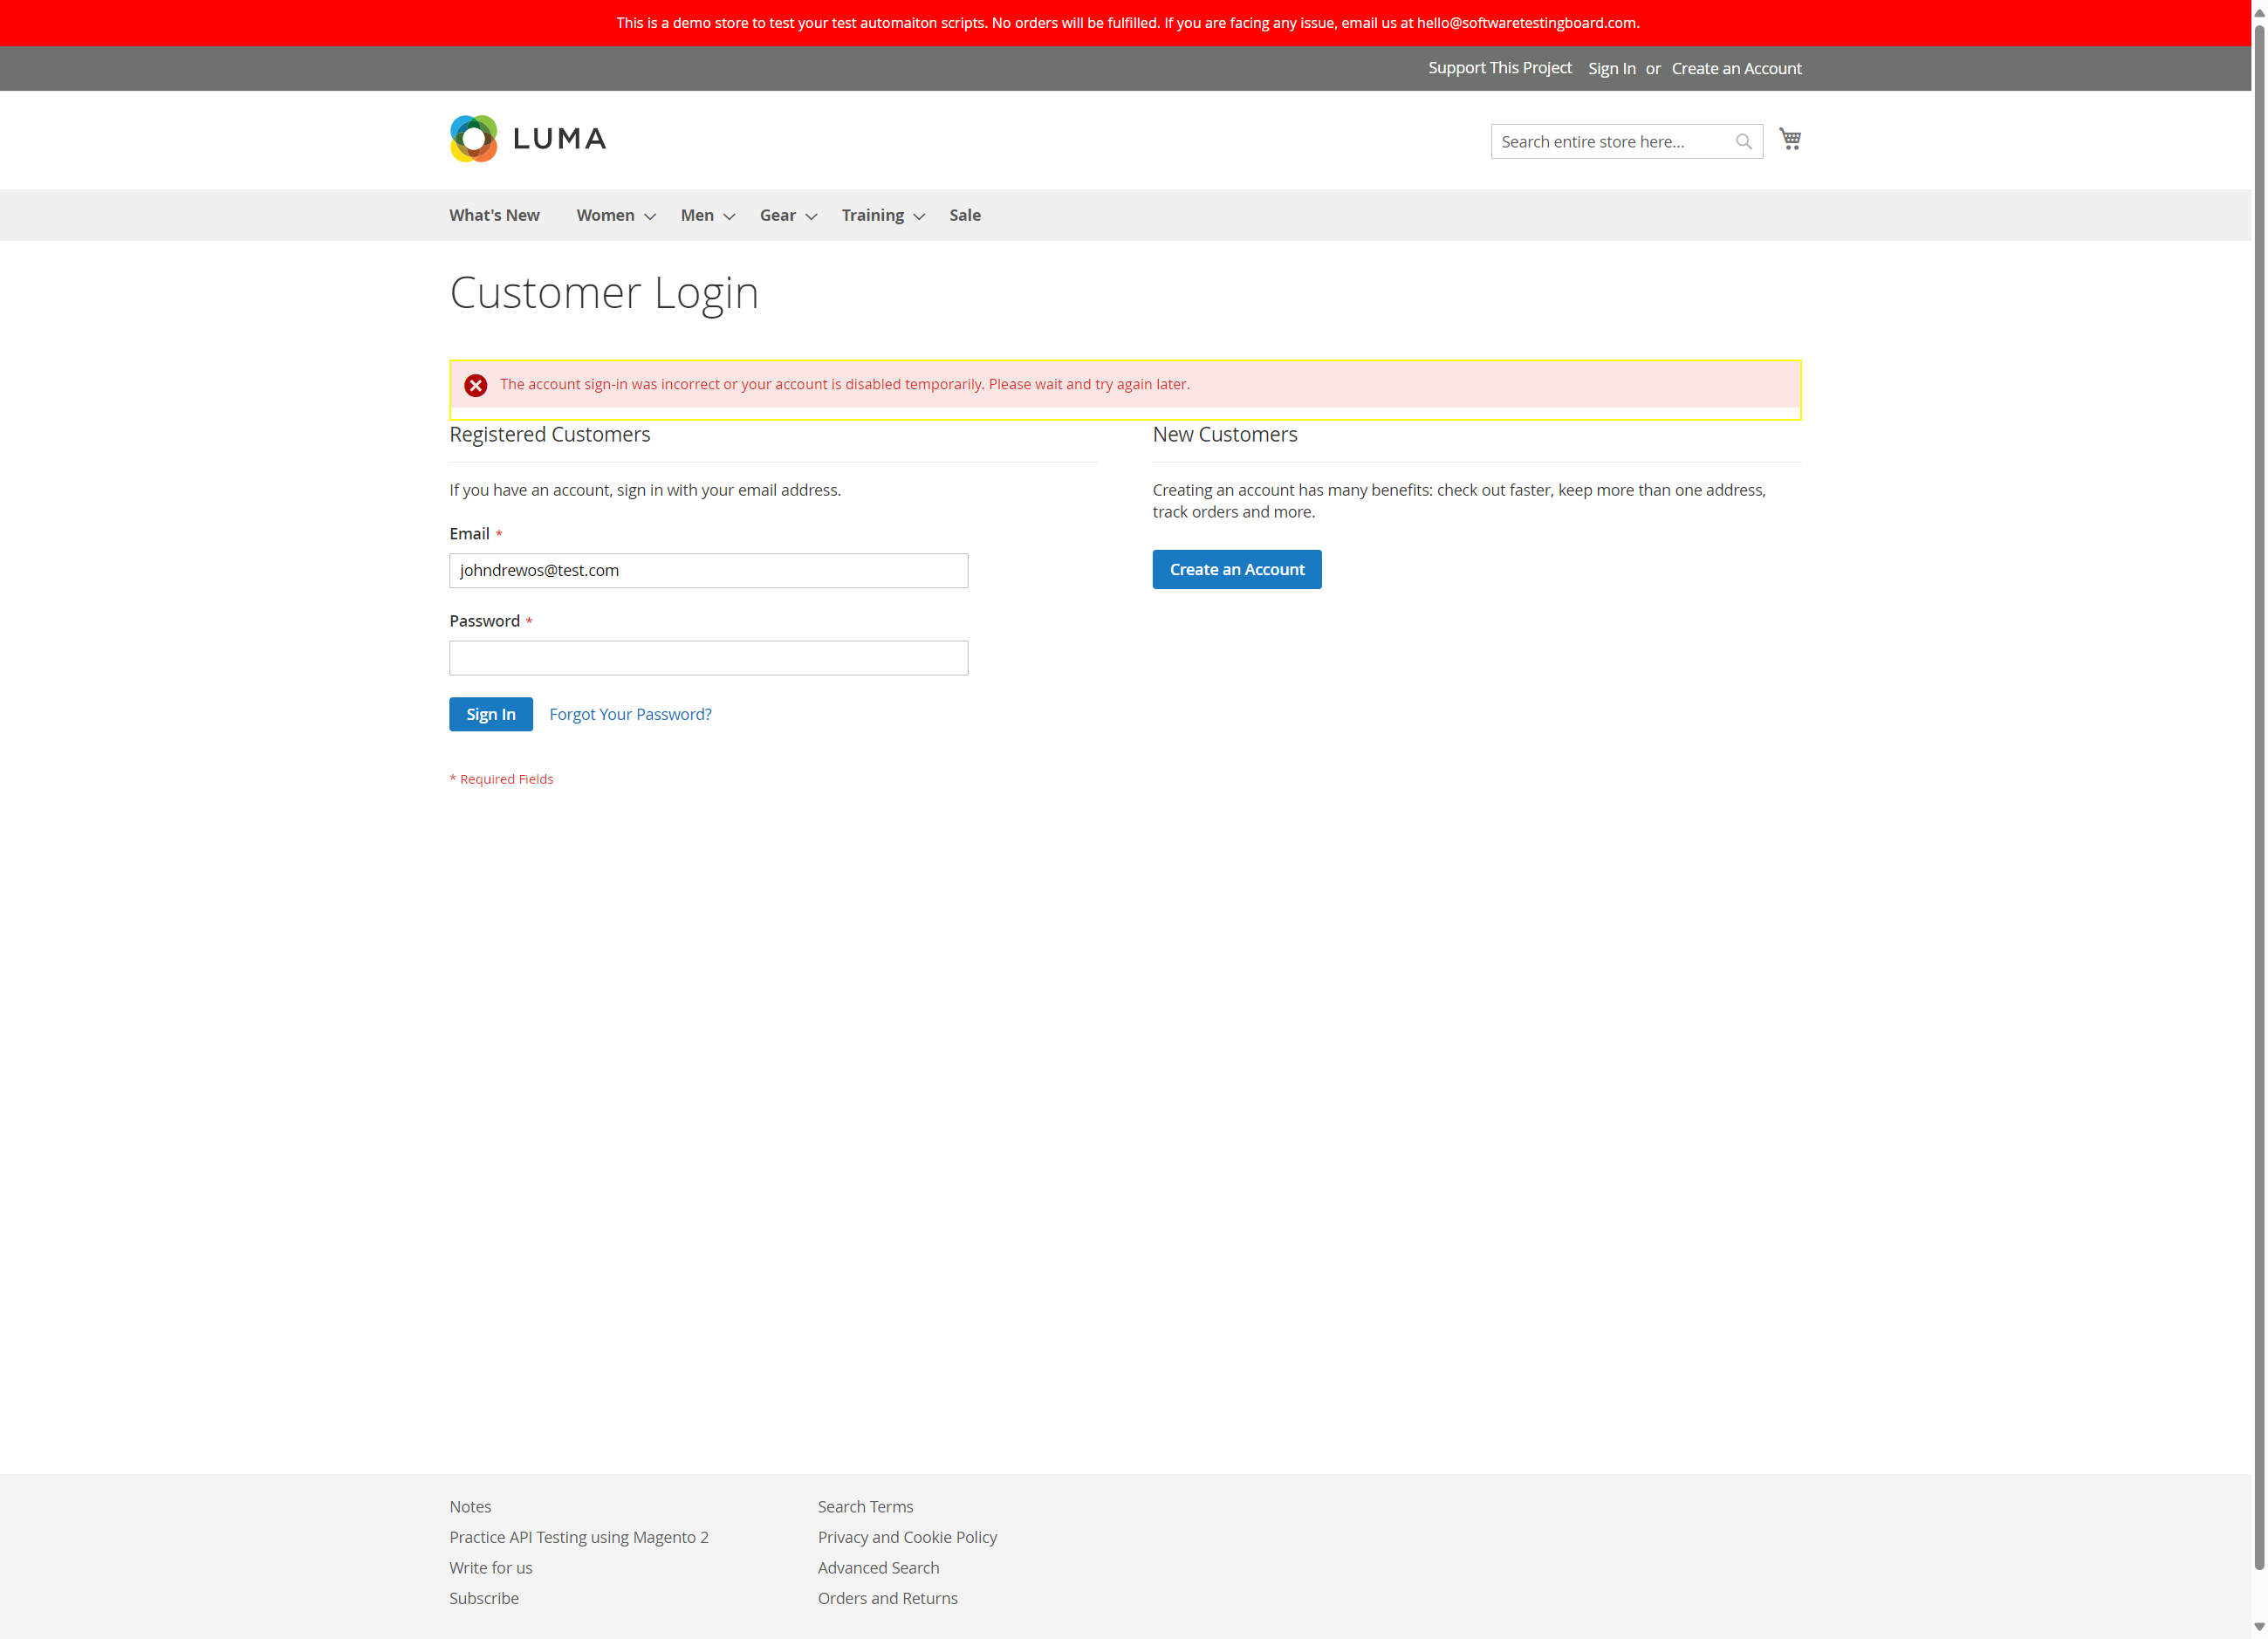 This is a demo store to test your test automaiton scripts. No orders will be fulfilled. If you are facing any issue, email us at hello@softwaretestingboard.com.
Support This Project Sign In or Create an Account
LUMA
Search entire store here...
What's New Women Men Gear Training Sale
Customer Login
The account sign-in was incorrect or your account is disabled temporarily. Please wait and try again later.
Registered Customers
If you have an account, sign in with your email address.
Email *
johndrewos@test.com
Password *
Sign In Forgot Your Password?
* Required Fields
New Customers
Creating an account has many benefits: check out faster, keep more than one address,
track orders and more.
Create an Account
Notes
Practice API Testing using Magento 2
Write for us
Subscribe
Search Terms
Privacy and Cookie Policy
Advanced Search
Orders and Returns